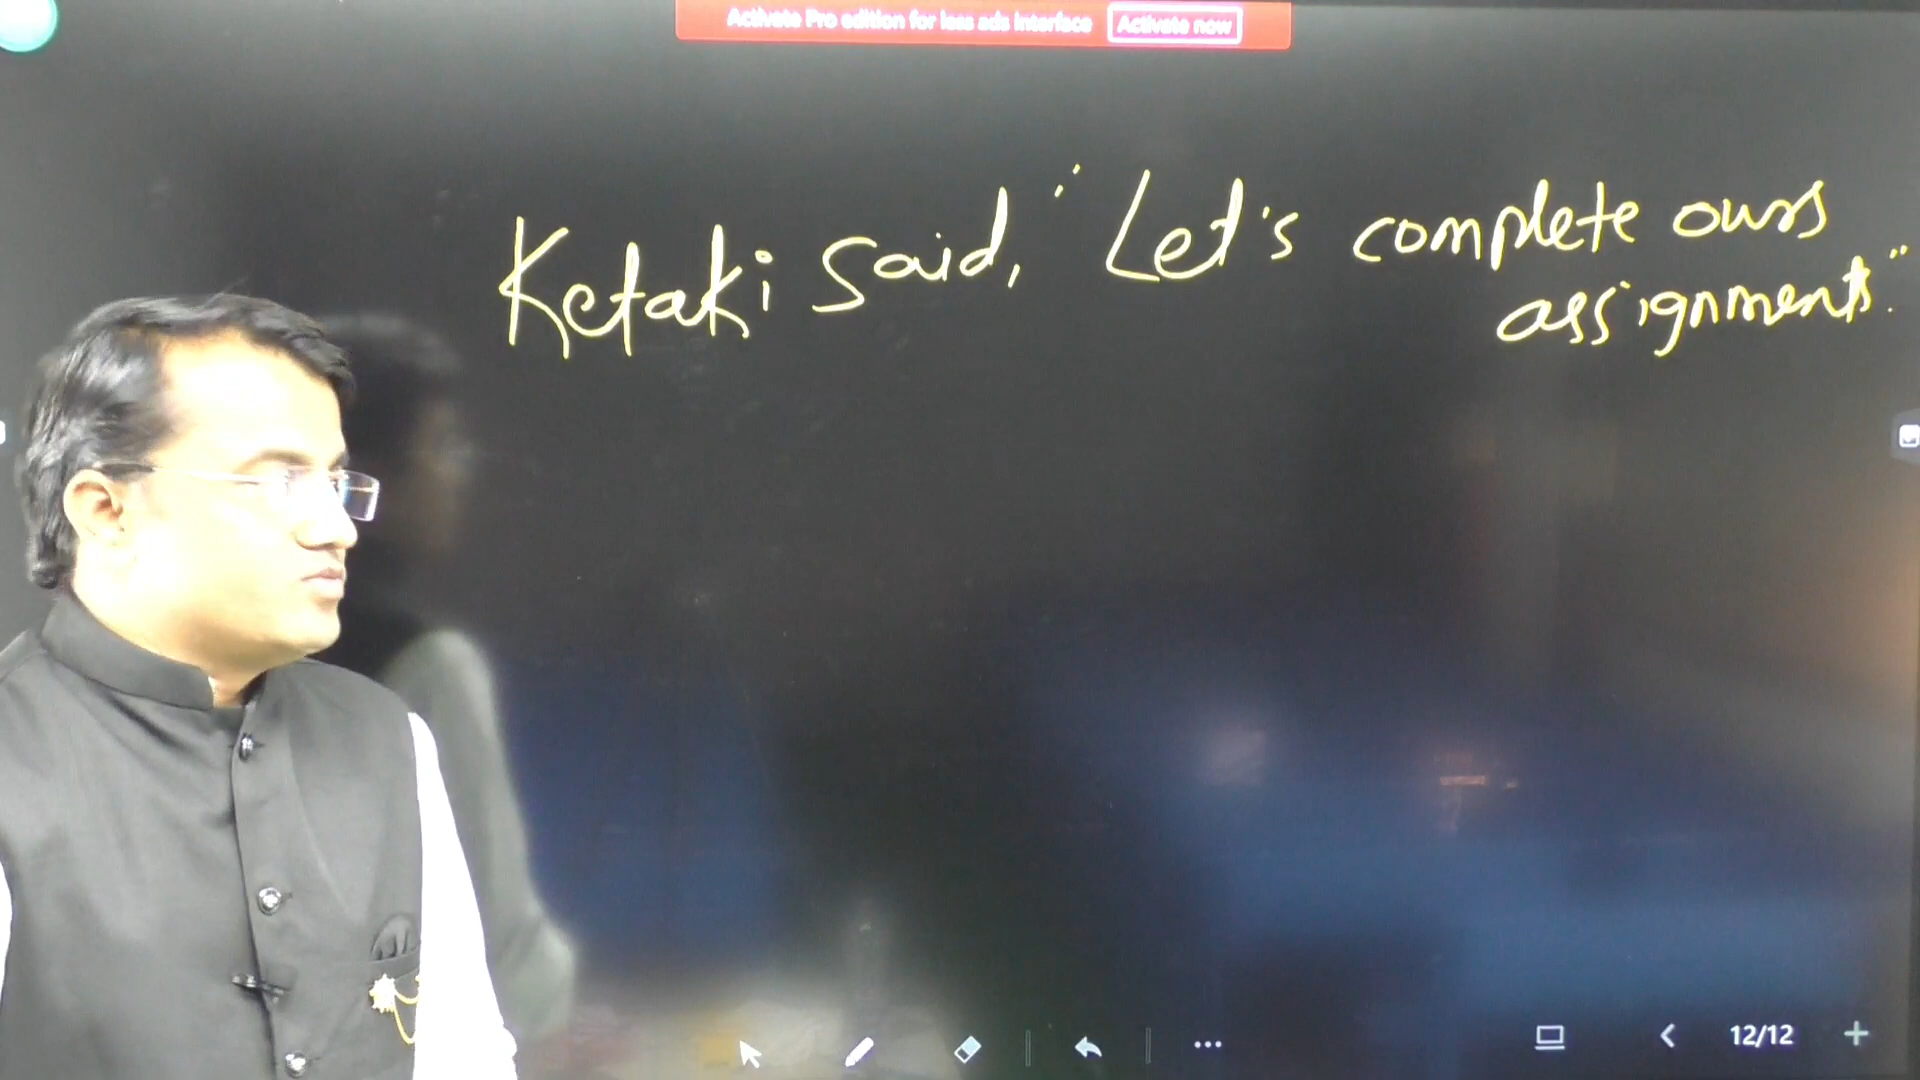 Activate Pro edition for less ads interface Activate now
Ketaki said, "Let's complete ours
assignments."
12/12